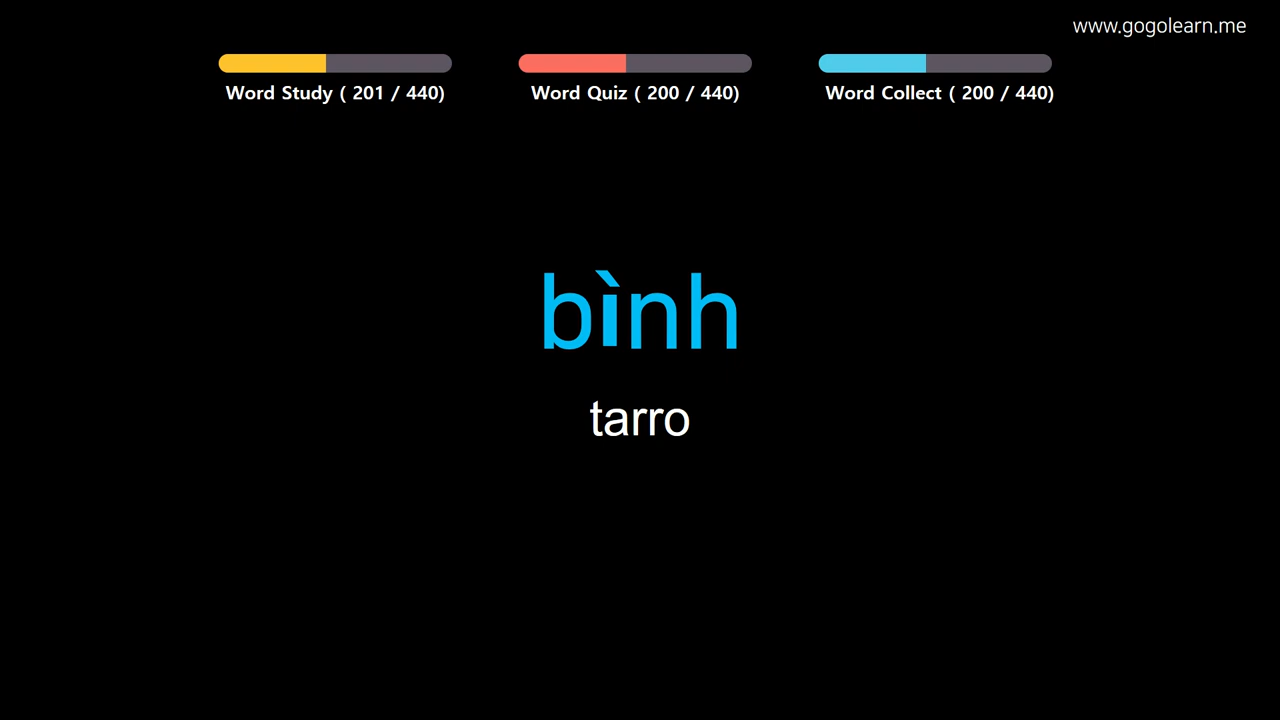 www.gogolearn.me
Word Study ( 201 / 440)
Word Quiz ( 200 / 440)
Word Collect ( 200 / 440)
bình
tarro